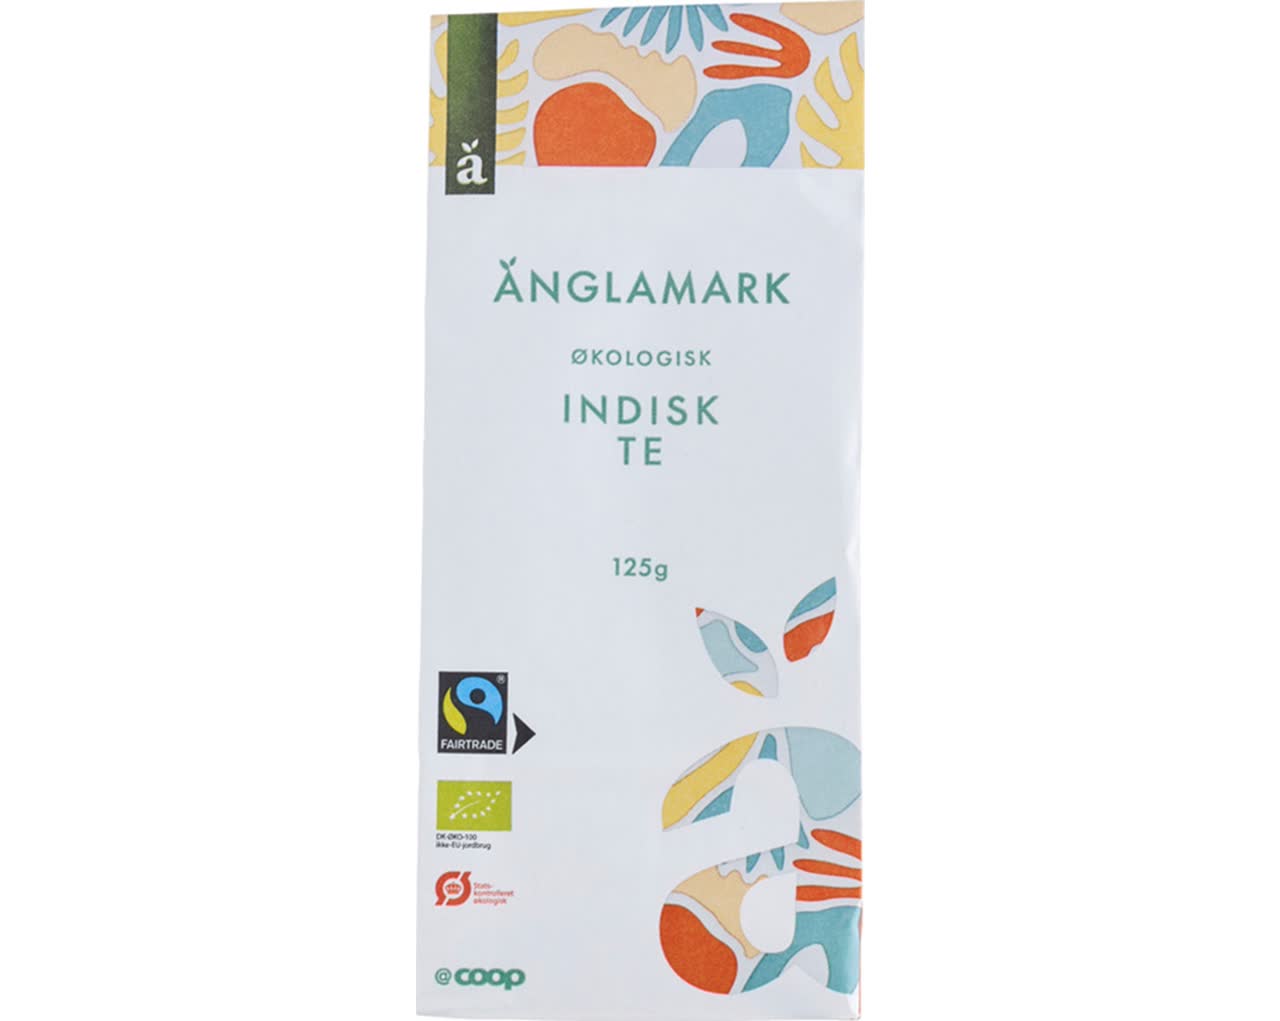 å
ÄNGLAMARK
ØKOLOGISK
INDISK
TE
125g
®
FAIRTRADE
DK-ØKO-100
ikke-EU-jordbrug
Ø
Stats-
kontrolleret
økologisk
@coop